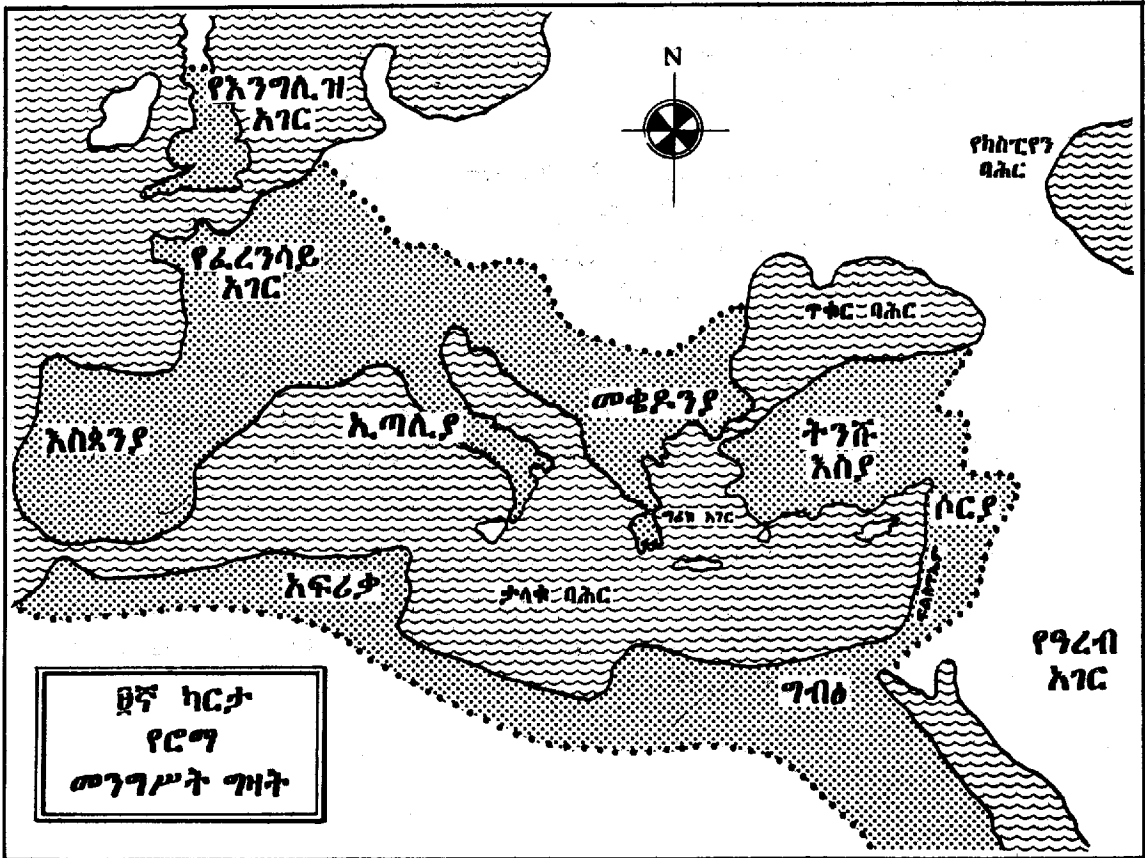 N
የእንግሊዝ
አገር
የካስፒየን
ባሕር
የፈረንሳይ
አገር
ጥቁር ባሕር
መቄዶንያ
ኢጣሊያ
እስጳንያ
ትንሹ
እስያ
ሶርያ
ግሪክ አገር
አፍሪቃ
ታላቁ ባሕር
የዓረብ
አገር
ግብፅ
ካርታ
የሮማ
መንግሥት ግዛት